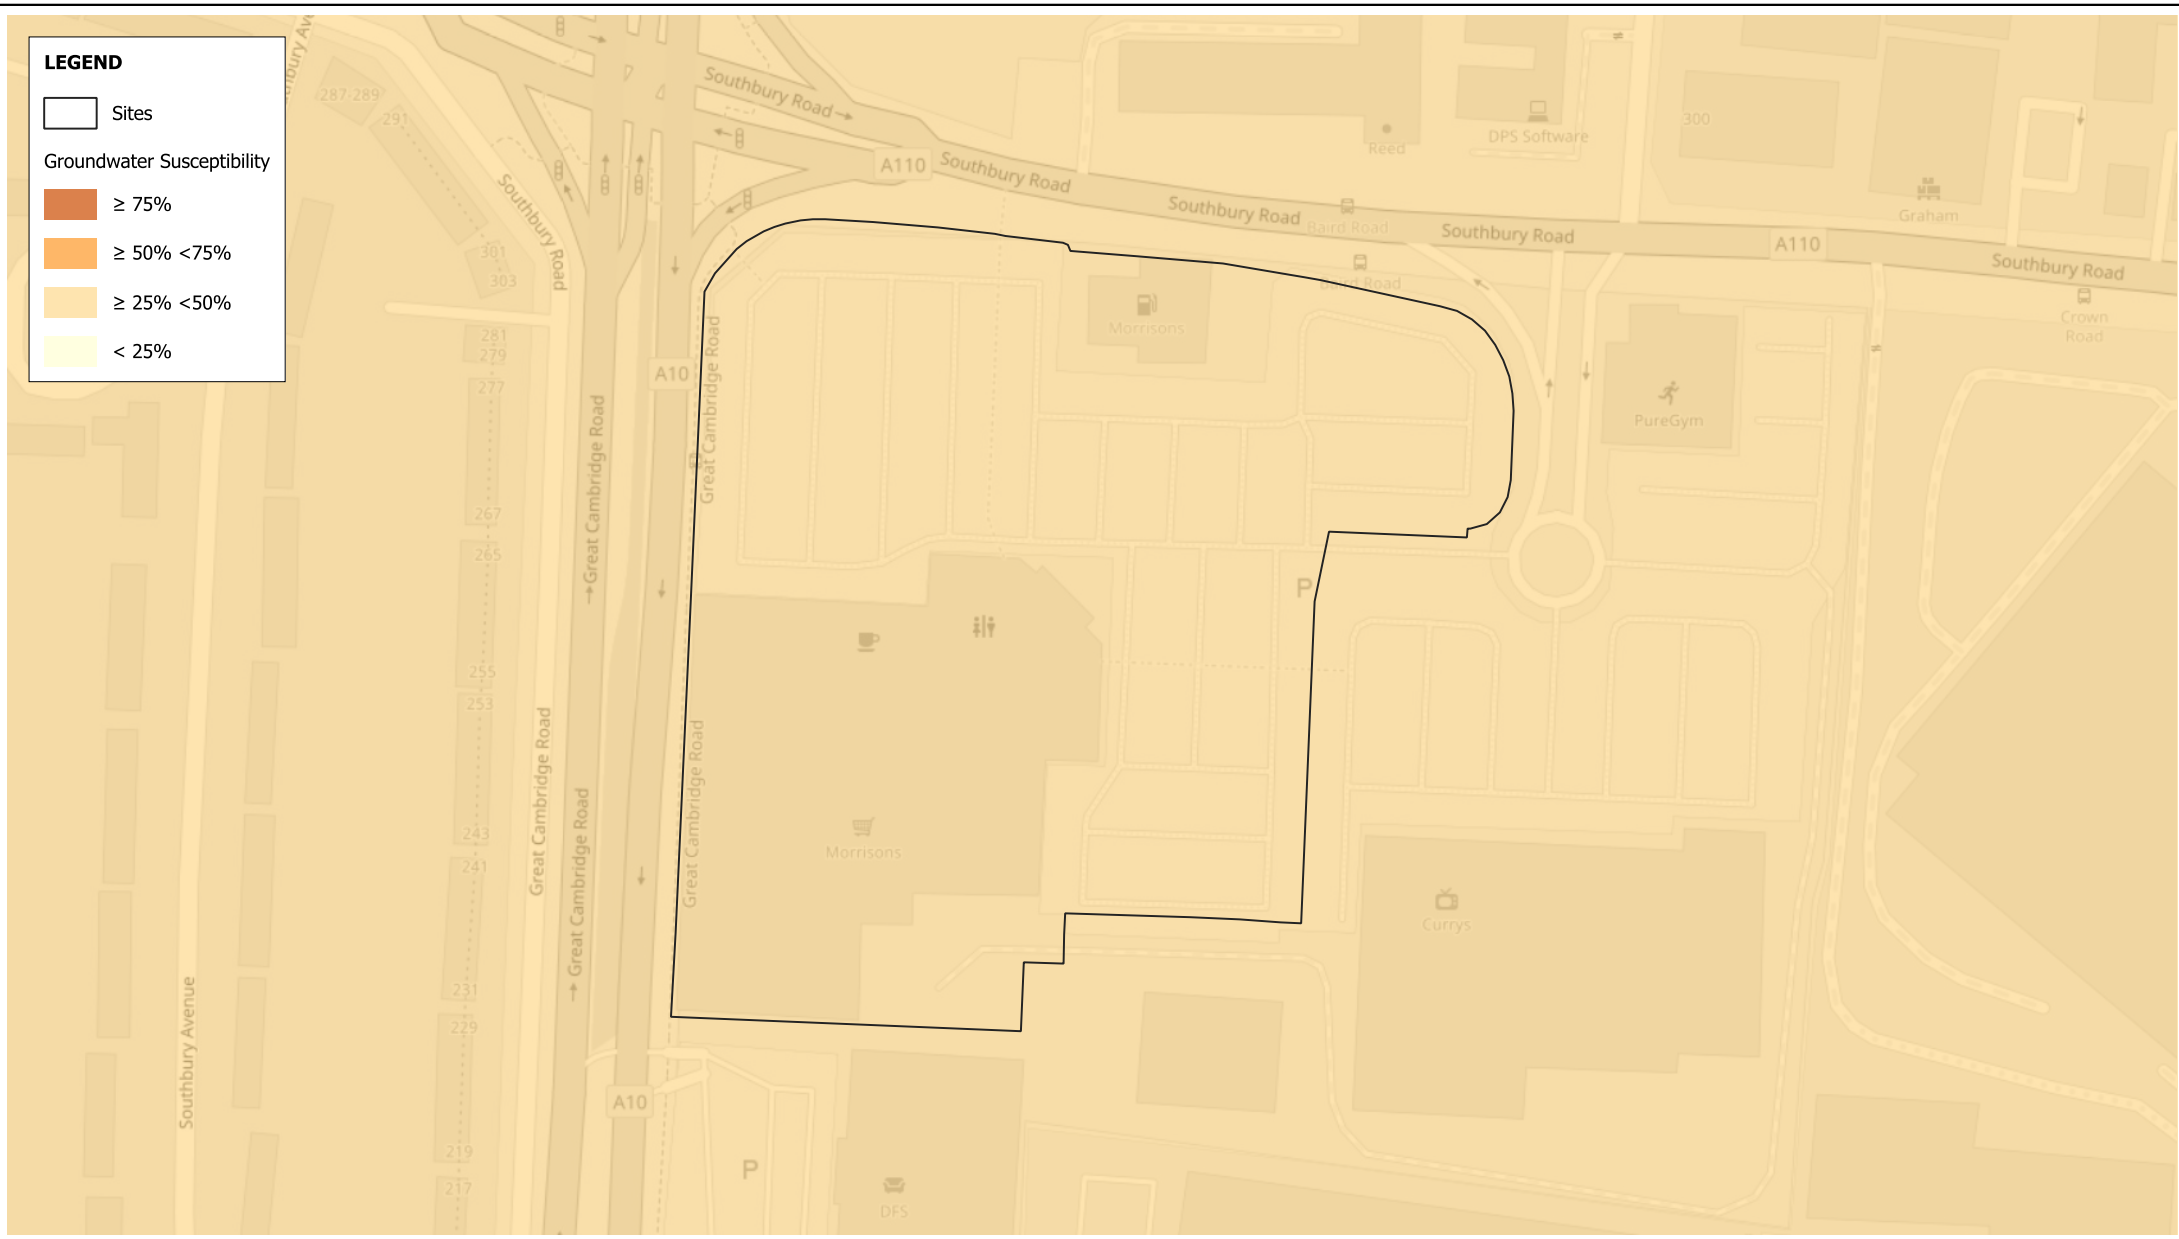 LEGEND
Sites
Groundwater Susceptibility
≥ 75%
≥ 50% <75%
≥ 25% <50%
< 25%
287-289
291
301
303
281
279
277
267
265
255
253
243
241
231
229
219
217
Southbury Road
Southbury Road
A110
Southbury Road
Southbury Road
Southbury Road
A110
Southbury Road
Baird Road
Baird Road
Reed
DPS Software
300
Graham
Crown
Road
PureGym
Morrisons
A10
Great Cambridge Road
Great Cambridge Road
P
Great Cambridge Road
Great Cambridge Road
Great Cambridge Road
Morrisons
Currys
Southbury Avenue
A10
P
DFS